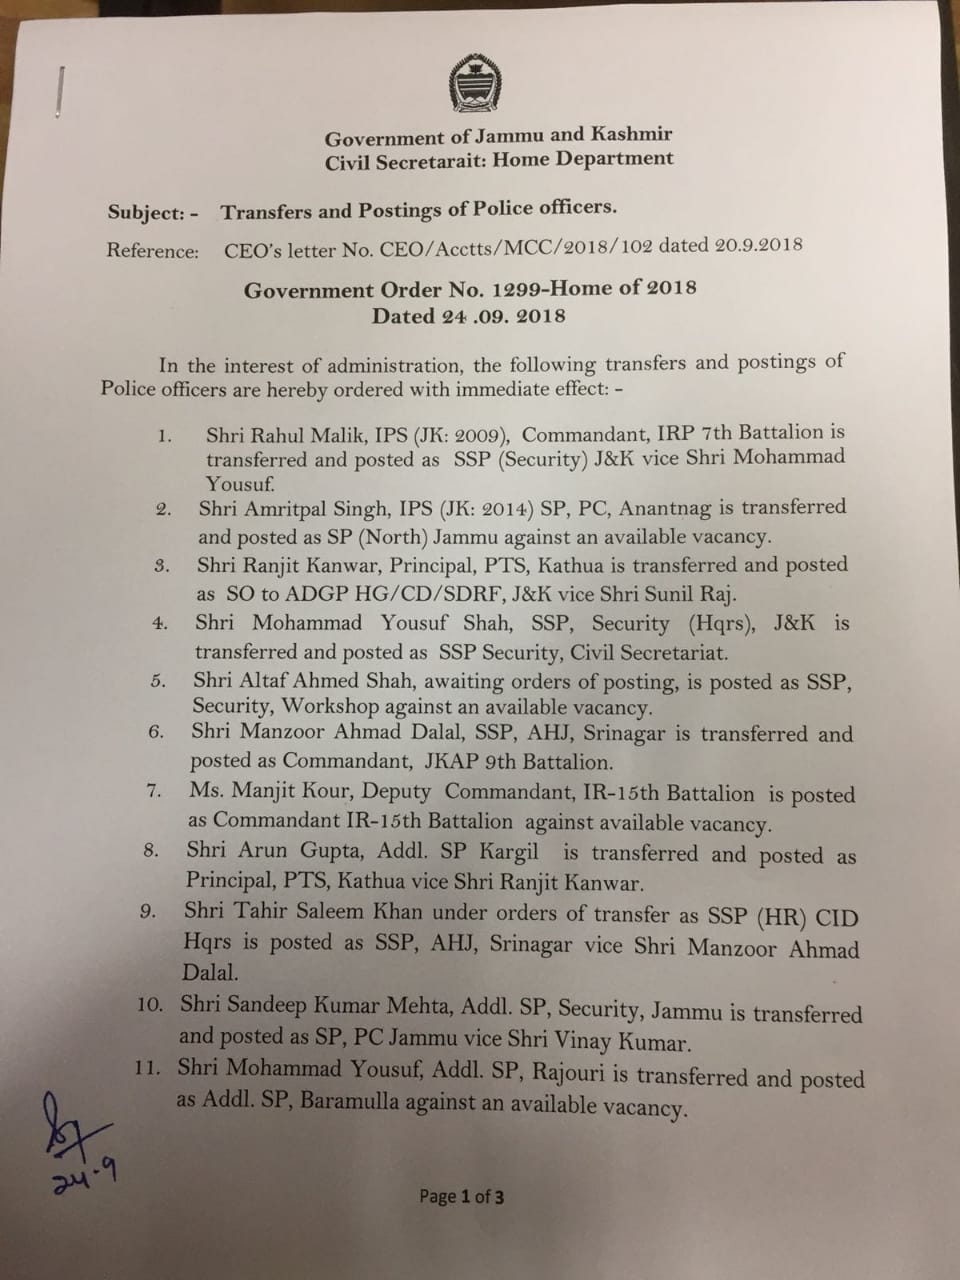 Government of Jammu and Kashmir
Civil Secretarait: Home Department
Subject: - Transfers and Postings of Police officers.
Reference: CEO's letter No. CEO/Acctts/MCC/2018/102 dated 20.9.2018
Government Order No. 1299-Home of 2018
Dated 24 .09. 2018
In the interest of administration, the following transfers and postings of
Police officers are hereby ordered with immediate effect: -
1. Shri Rahul Malik, IPS (JK: 2009), Commandant, IRP 7th Battalion is
transferred and posted as SSP (Security) J&K vice Shri Mohammad
Yousuf.
2. Shri Amritpal Singh, IPS (JK: 2014) SP, PC, Anantnag is transferred
and posted as SP (North) Jammu against an available vacancy.
3. Shri Ranjit Kanwar, Principal, PTS, Kathua is transferred and posted
as SO to ADGP HG/CD/SDRF, J&K vice Shri Sunil Raj.
4. Shri Mohammad Yousuf Shah, SSP, Security (Hqrs), J&K is
transferred and posted as SSP Security, Civil Secretariat.
5. Shri Altaf Ahmed Shah, awaiting orders of posting, is posted as SSP,
Security, Workshop against an available vacancy.
6. Shri Manzoor Ahmad Dalal, SSP, AHJ, Srinagar is transferred and
posted as Commandant, JKAP 9th Battalion.
7. Ms. Manjit Kour, Deputy Commandant, IR-15th Battalion is posted
as Commandant IR-15th Battalion against available vacancy.
8. Shri Arun Gupta, Addl. SP Kargil is transferred and posted as
Principal, PTS, Kathua vice Shri Ranjit Kanwar.
9. Shri Tahir Saleem Khan under orders of transfer as SSP (HR) CID
Hqrs is posted as SSP, AHJ, Srinagar vice Shri Manzoor Ahmad
Dalal.
10. Shri Sandeep Kumar Mehta, Addl. SP, Security, Jammu is transferred
and posted as SP, PC Jammu vice Shri Vinay Kumar.
11. Shri Mohammad Yousuf, Addl. SP, Rajouri is transferred and posted
as Addl. SP, Baramulla against an available vacancy.
24.9
Page 1 of 3